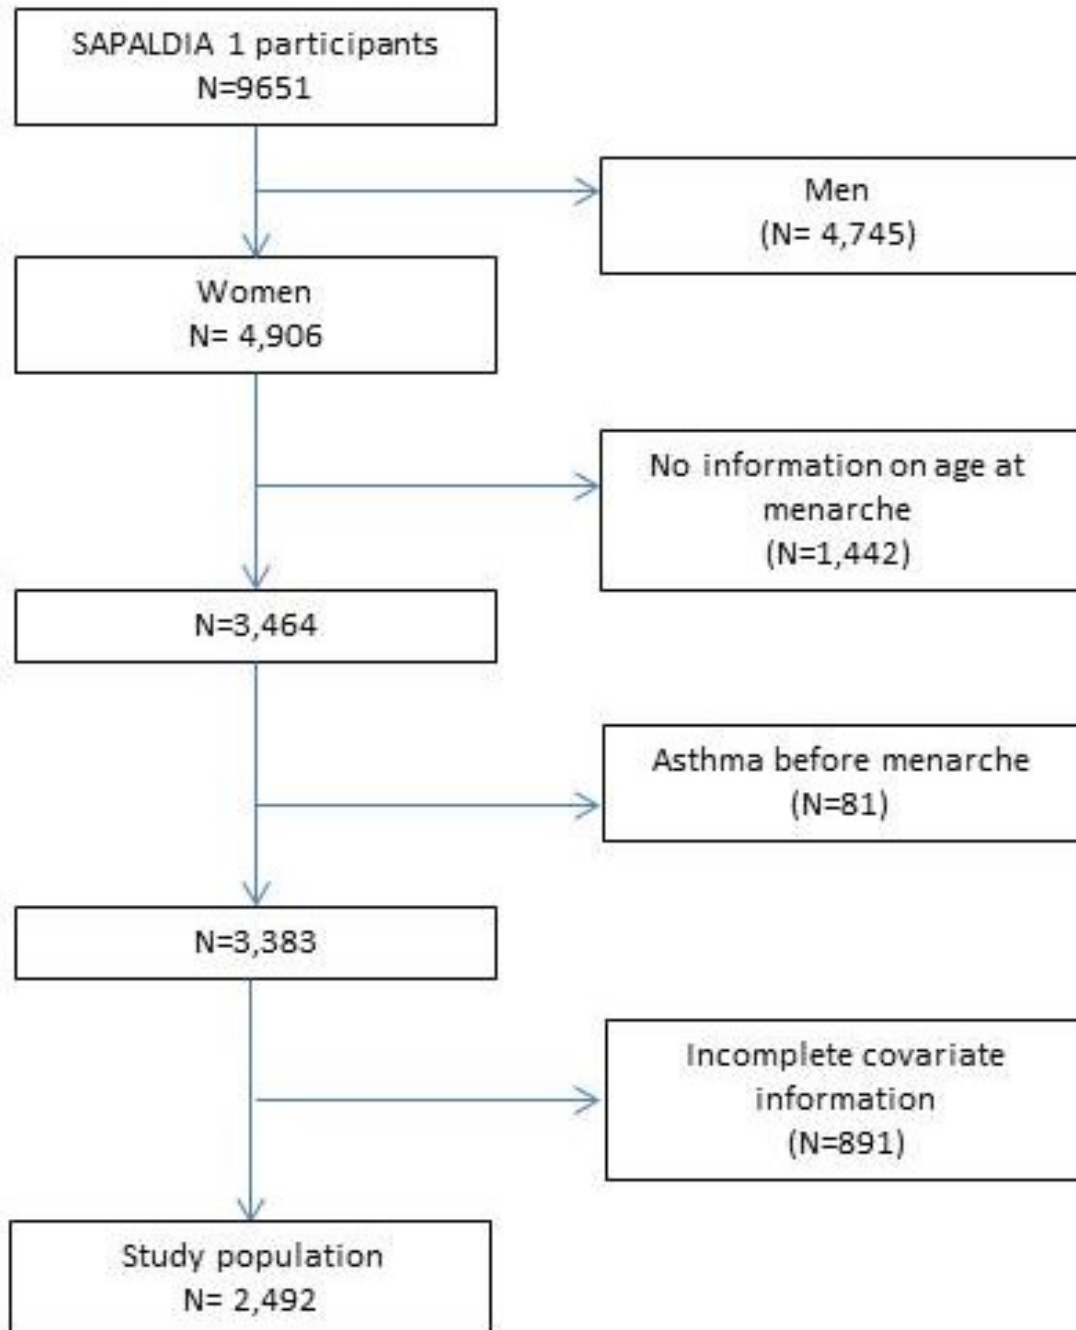 SAPALDIA 1 participants
N=9651
Men
(N= 4,745)
Women
N= 4,906
No information on age at
menarche
(N=1,442)
N=3,464
Asthma before menarche
(N=81)
N=3,383
Incomplete covariate
information
(N=891)
Study population
N= 2,492